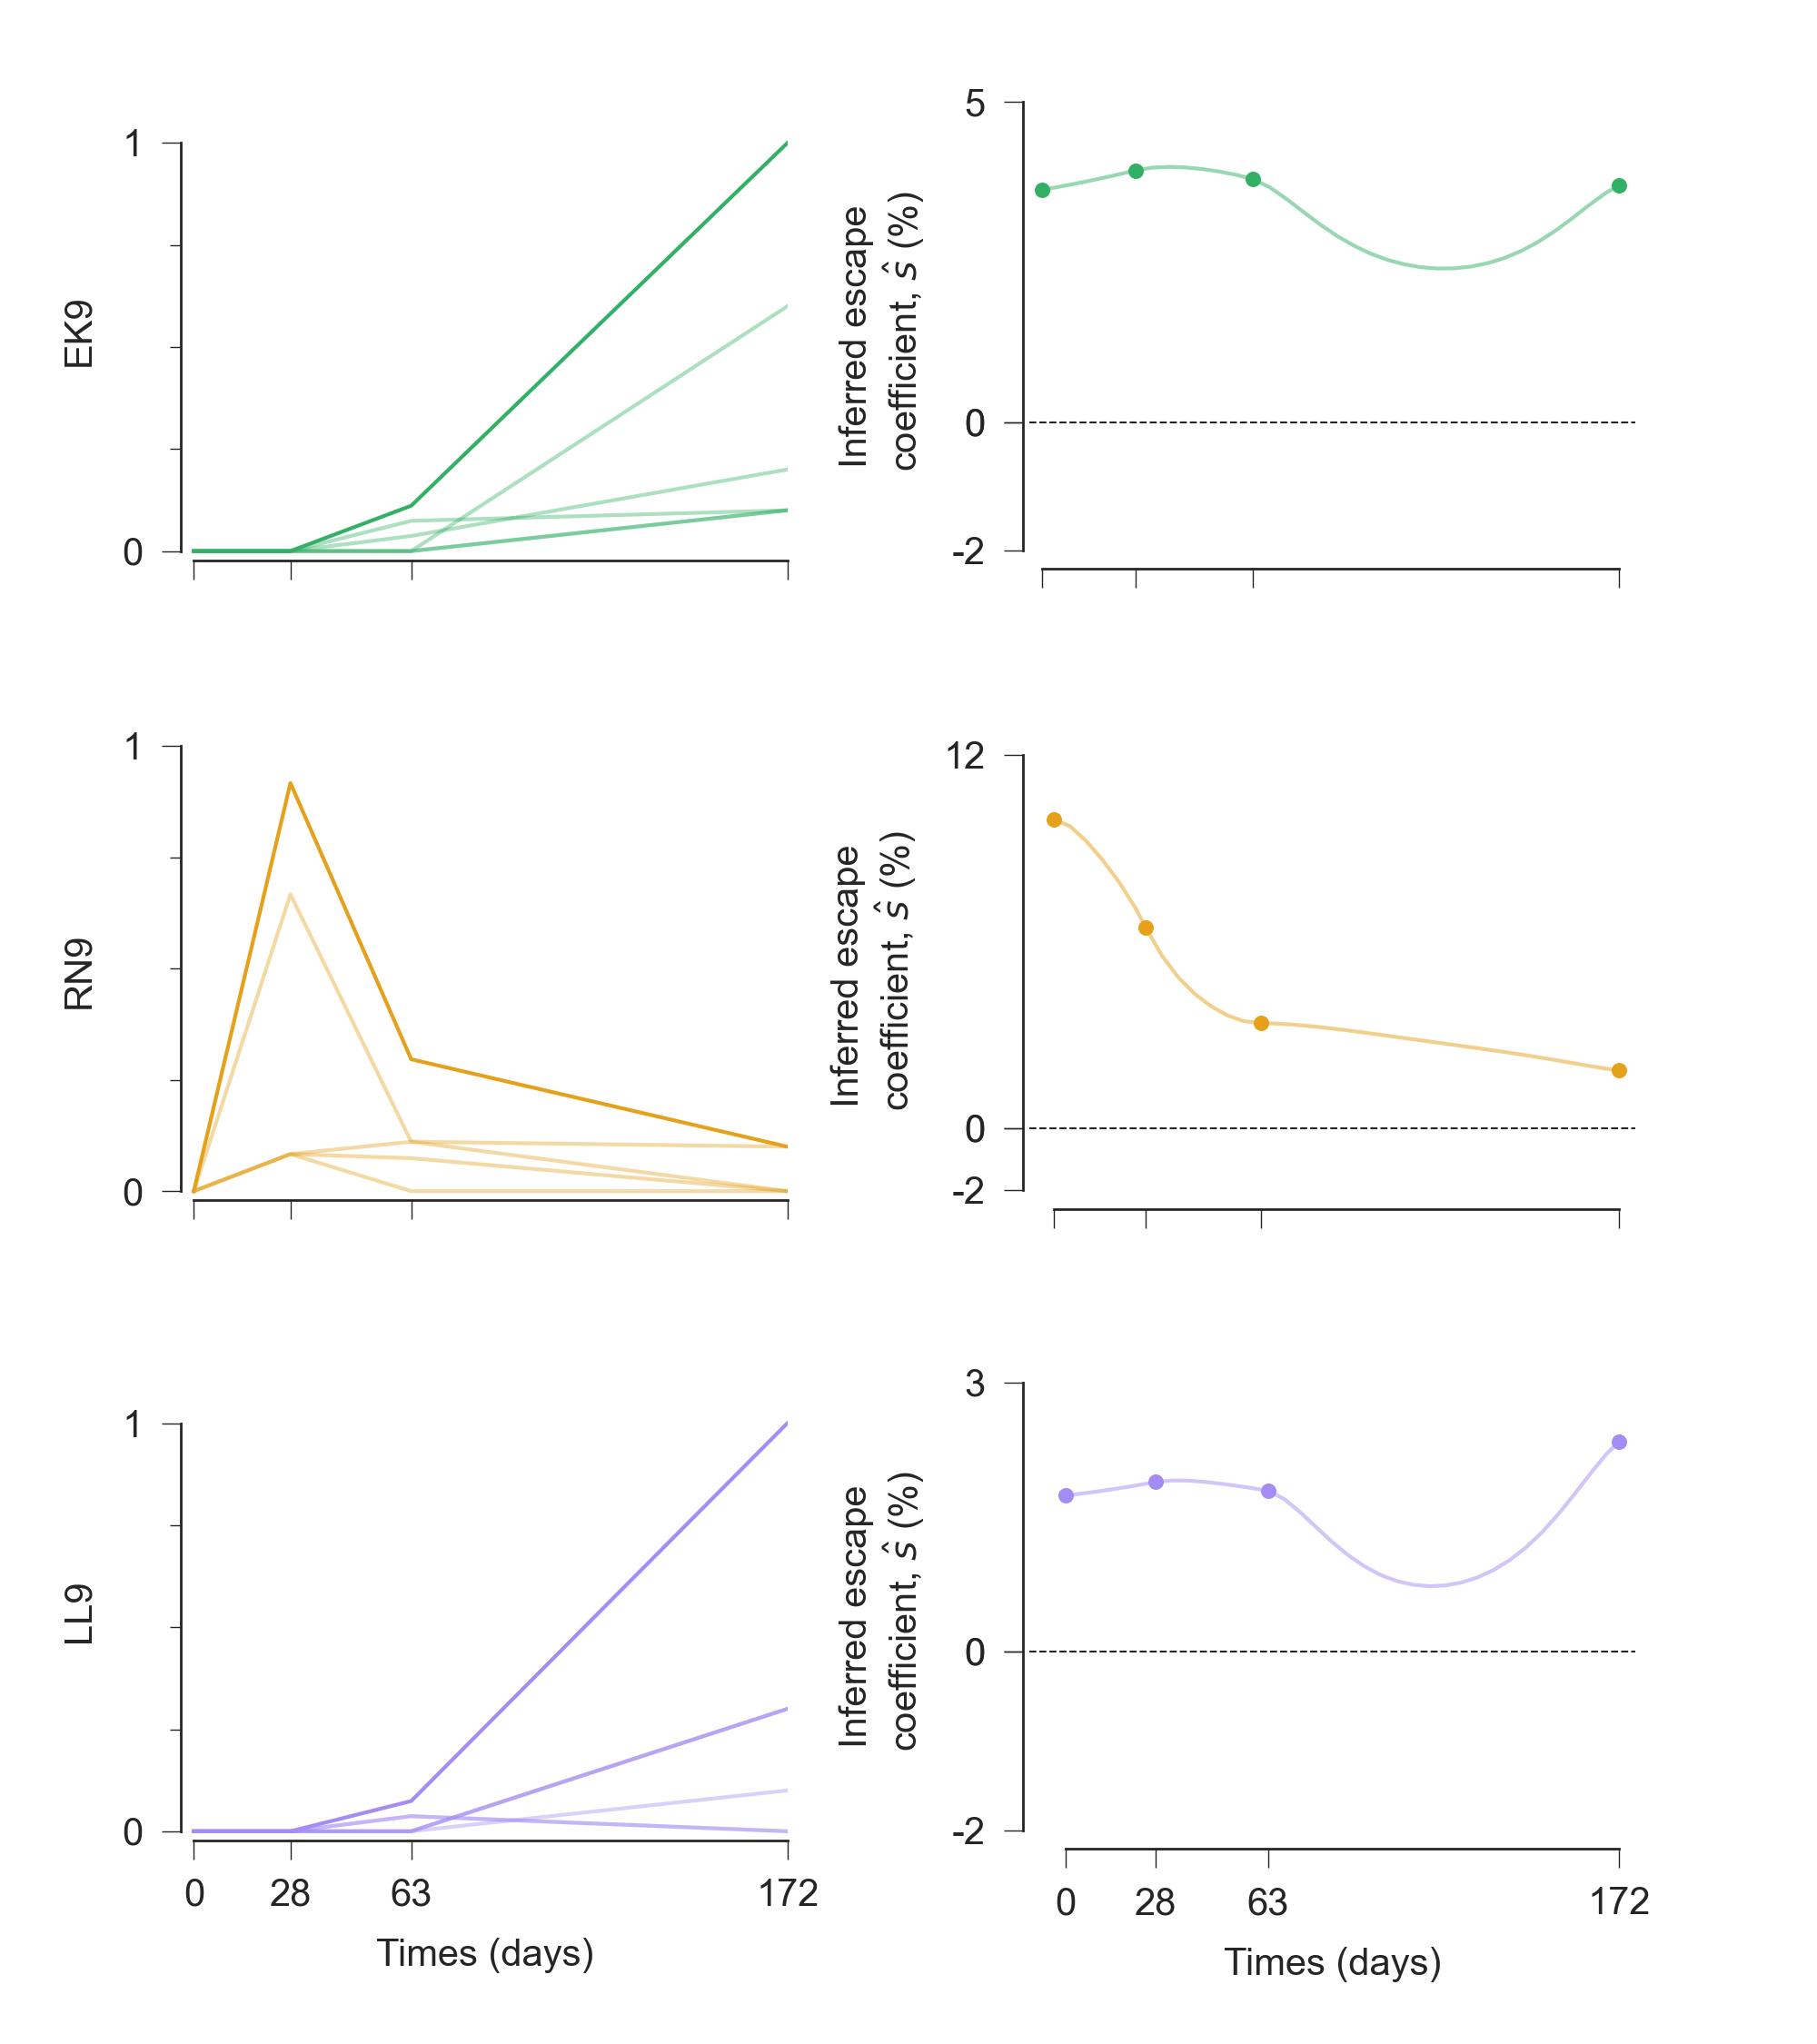 EK9
1
0
Inferred escape
coefficient, ŝ (%)
5
0
-2
RN9
1
0
Inferred escape
coefficient, ŝ (%)
12
0
-2
LL9
1
0
0 28 63 172
Times (days)
Inferred escape
coefficient, ŝ (%)
3
0
-2
0 28 63 172
Times (days)